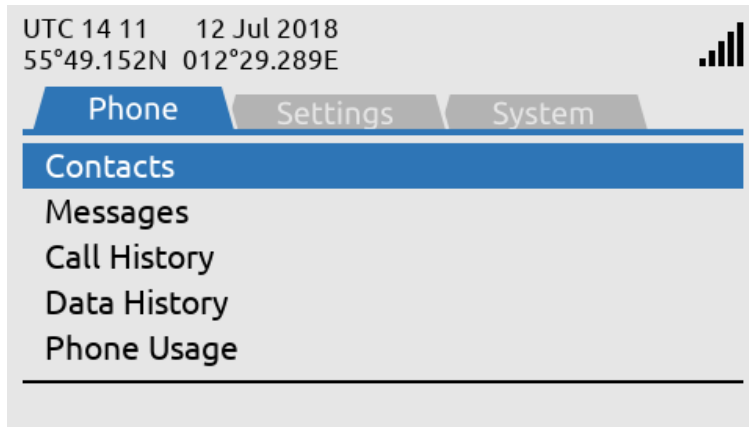 UTC 14 11 12 Jul 2018
55°49.152N 012°29.289E
Phone Settings System
Contacts
Messages
Call History
Data History
Phone Usage